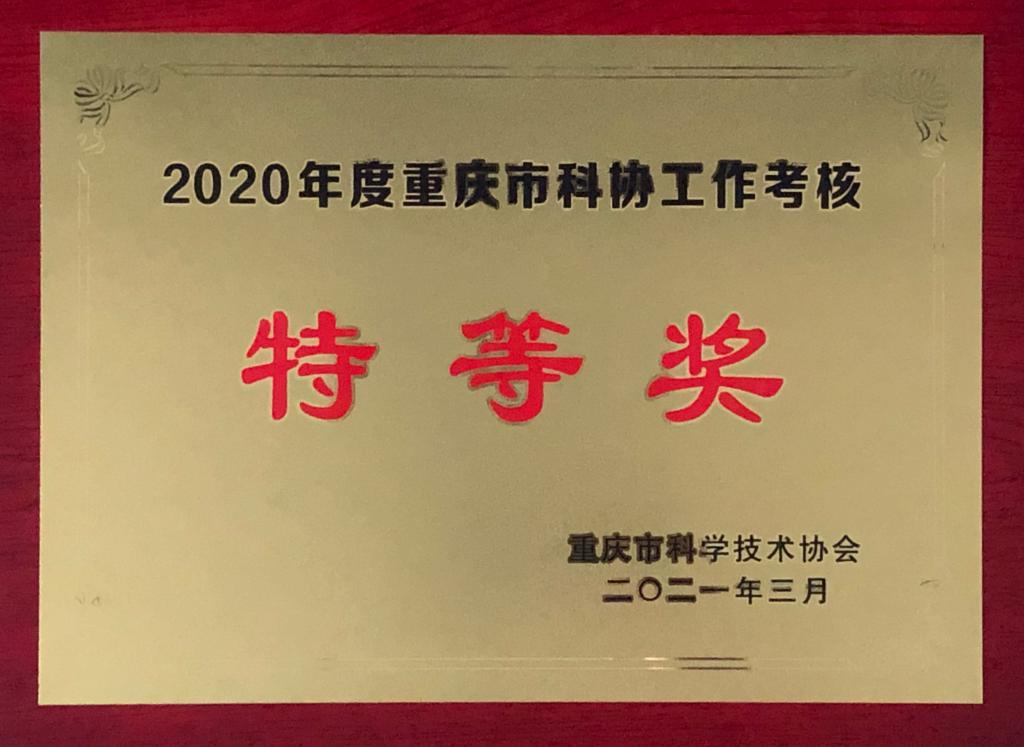 2020年度重庆市科协工作考核
特等奖
重庆市科学技术协会
二〇二一年三月